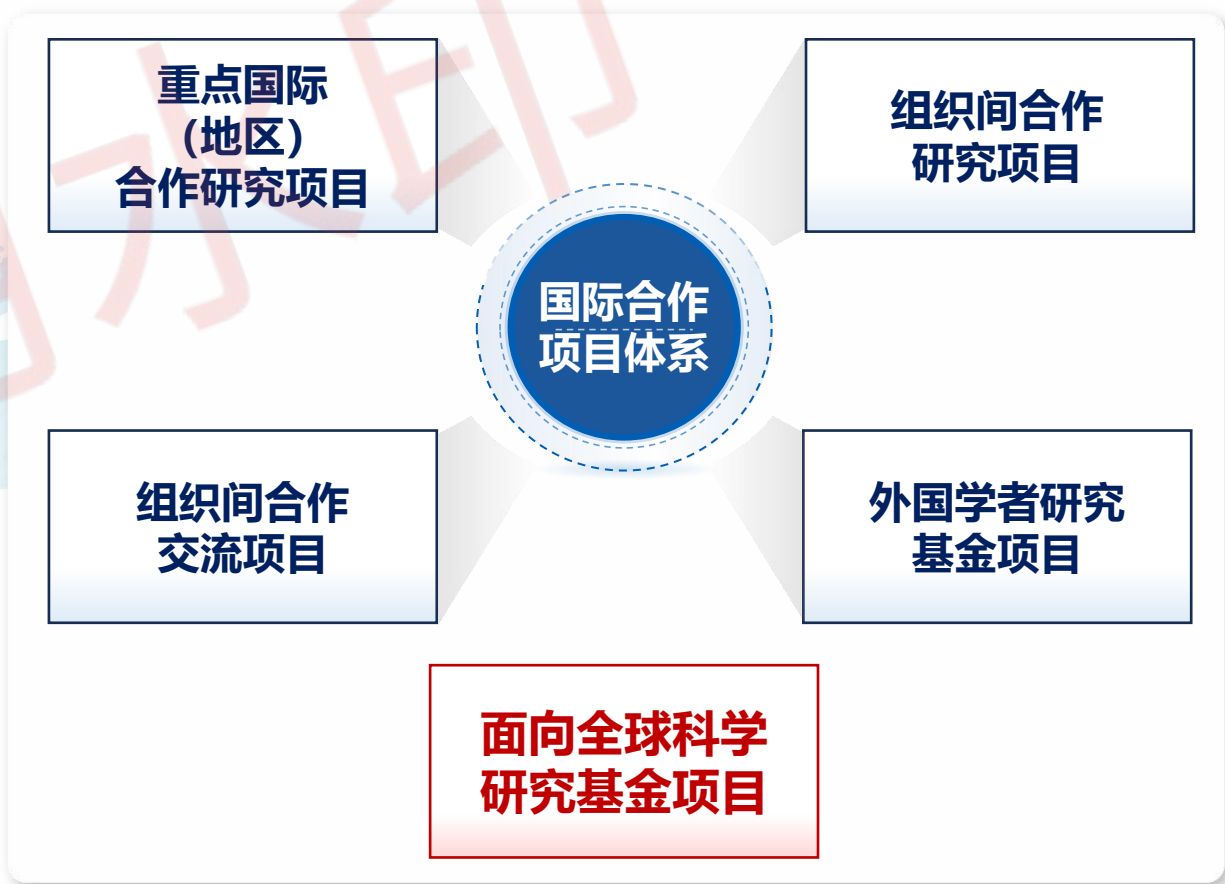 重点国际
（地区）
合作研究项目
组织间合作
研究项目
国际合作
项目体系
组织间合作
交流项目
外国学者研究
基金项目
面向全球科学
研究基金项目
水印